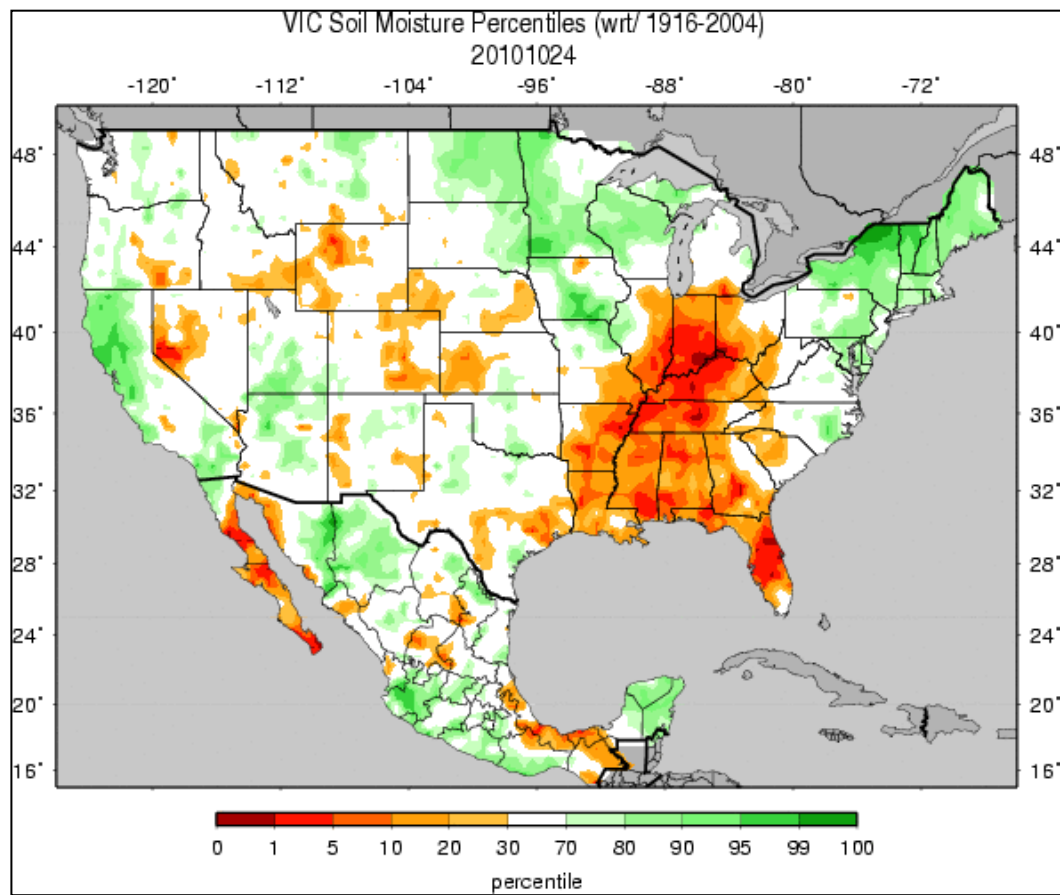 VIC Soil Moisture Percentiles (wrt/ 1916-2004)
20101024
-120˚ -112˚ -104˚ -96˚ -88˚ -80˚ -72˚
48˚ 48˚
44˚ 44˚
40˚ 40˚
36˚ 36˚
32˚ 32˚
28˚ 28˚
24˚ 24˚
20˚ 20˚
16˚ 16˚
0 1 5 10 20 30 70 80 90 95 99 100
percentile